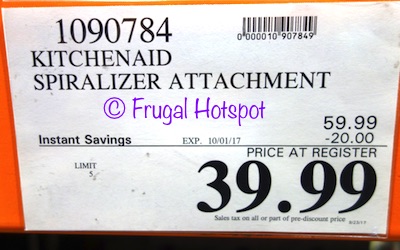 1090784
0000010907849
KITCHENAID
SPIRALIZER ATTACHMENT
© Frugal Hotspot
59.99
Instant Savings EXP. 10/01/17 -20.00
PRICE AT REGISTER
LIMIT
5
39.99
Sales tax on all or part of pre-discount price